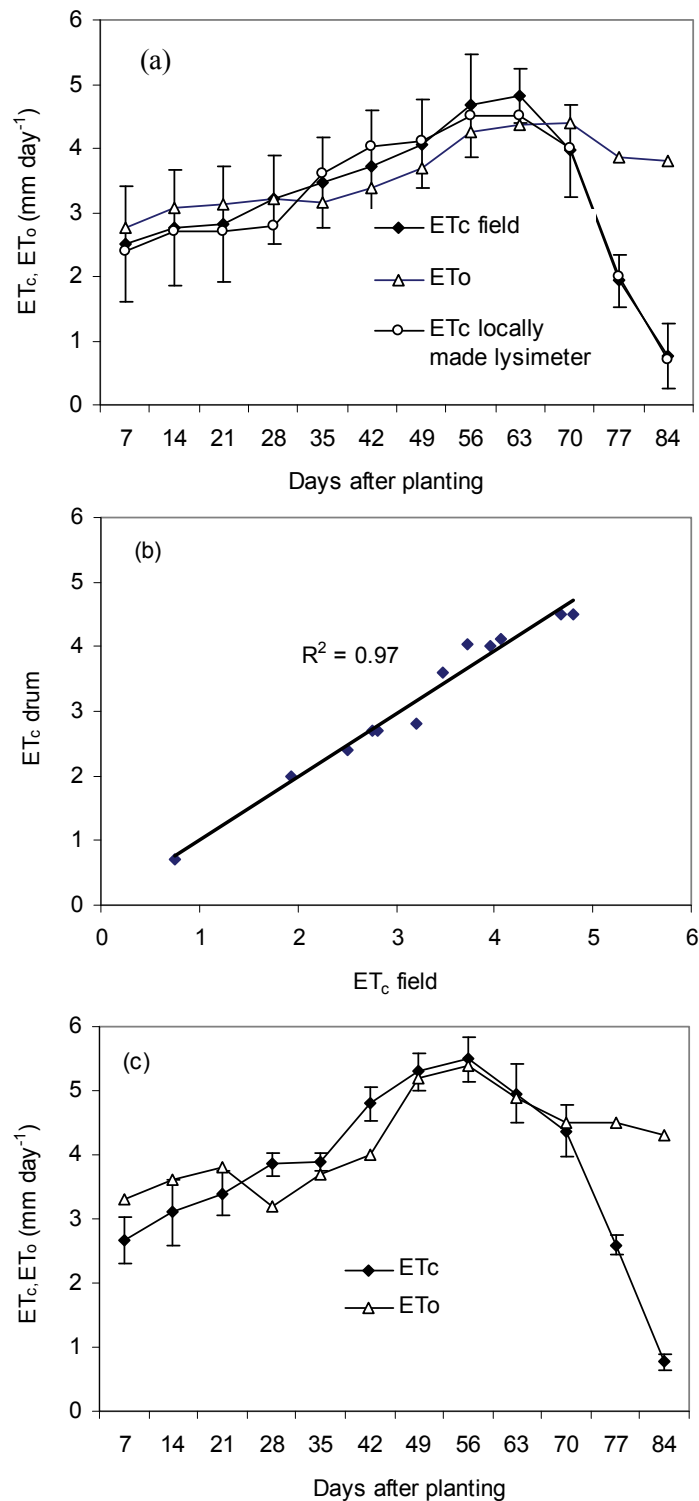 (a)
6
5
4
3
2
1
0
ETc, ETo (mm day-1)
ETc field
ETo
ETc locally
made lysimeter
7 14 21 28 35 42 49 56 63 70 77 84
Days after planting
(b)
6
5
4
3
2
1
0
ETc drum
R2 = 0.97
0 1 2 3 4 5 6
ETc field
(c)
6
5
4
3
2
1
0
ETc,ETo (mm day-1)
ETc
ETo
7 14 21 28 35 42 49 56 63 70 77 84
Days after planting